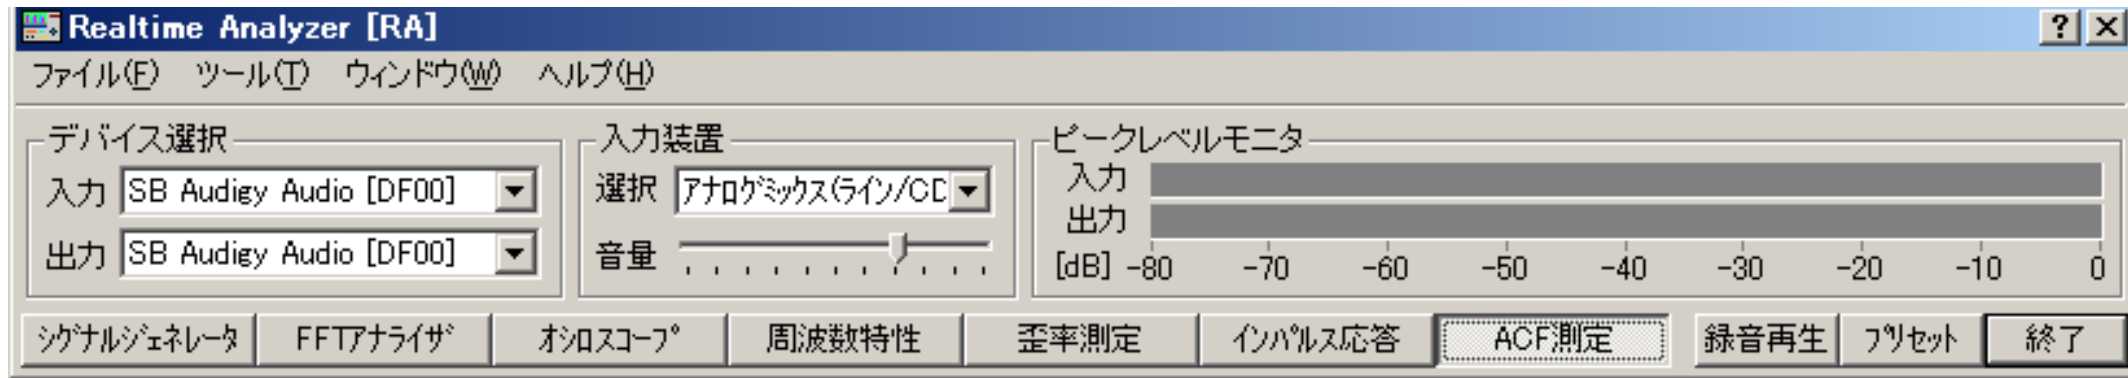 Realtime Analyzer [RA]
ファイル(F) ツール(T) ウィンドウ(W) ヘルプ(H)
デバイス選択
入力 SB Audigy Audio [DF00]
出力 SB Audigy Audio [DF00]
入力装置
選択 アナログミックス(ライン/CD
音量
ピークレベルモニタ
入力
出力
[dB] -80 -70 -60 -50 -40 -30 -20 -10 0
シグナルジェネレータ FFTアナライザ オシロスコープ 周波数特性 歪率測定 インパルス応答 ACF測定 録音再生 プリセット 終了